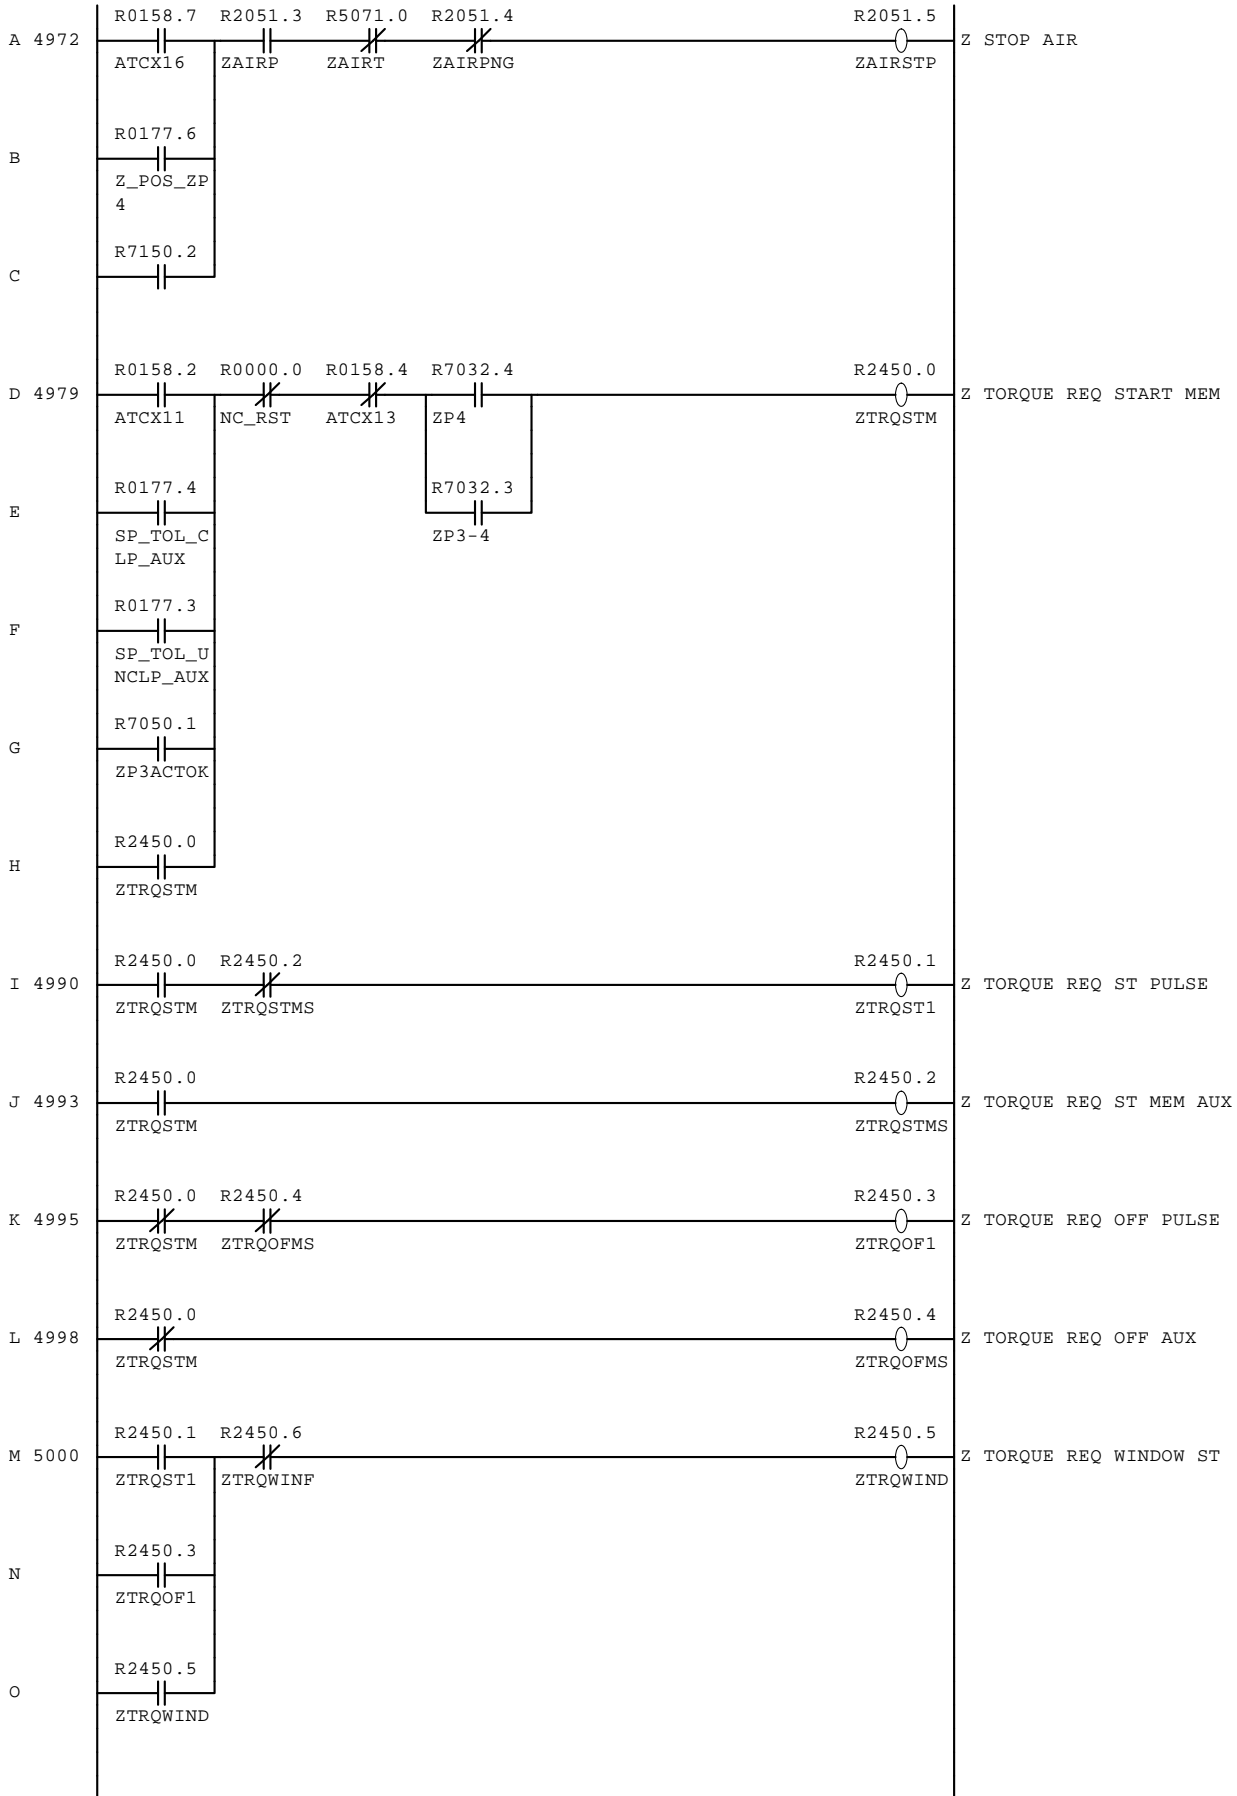 R0158.7 R2051.3 R5071.0 R2051.4 R2051.5
A 4972 Z STOP AIR
ATCX16 ZAIRP ZAIRT ZAIRPNG ZAIRSTP
R0177.6
B
Z_POS_ZP
4
R7150.2
C
R0158.2 R0000.0 R0158.4 R7032.4 R2450.0
D 4979 Z TORQUE REQ START MEM
ATCX11 NC_RST ATCX13 ZP4 ZTRQSTM
R0177.4 R7032.3
E
SP_TOL_C ZP3-4
LP_AUX
R0177.3
F
SP_TOL_U
NCLP_AUX
R7050.1
G
ZP3ACTOK
R2450.0
H
ZTRQSTM
R2450.0 R2450.2 R2450.1
I 4990 Z TORQUE REQ ST PULSE
ZTRQSTM ZTRQSTMS ZTRQST1
R2450.0 R2450.2
J 4993 Z TORQUE REQ ST MEM AUX
ZTRQSTM ZTRQSTMS
R2450.0 R2450.4 R2450.3
K 4995 Z TORQUE REQ OFF PULSE
ZTRQSTM ZTRQOFMS ZTRQOF1
R2450.0 R2450.4
L 4998 Z TORQUE REQ OFF AUX
ZTRQSTM ZTRQOFMS
R2450.1 R2450.6 R2450.5
M 5000 Z TORQUE REQ WINDOW ST
ZTRQST1 ZTRQWINF ZTRQWIND
R2450.3
N
ZTRQOF1
R2450.5
O
ZTRQWIND